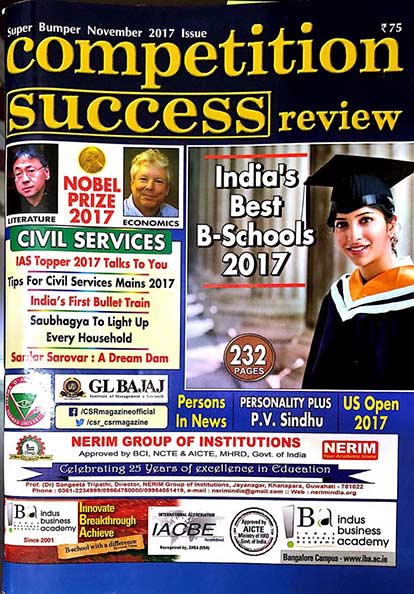 Super Bumper November 2017 Issue
₹75
competition
success review
NOBEL
PRIZE
2017
LITERATURE
ECONOMICS
India's
Best
B-Schools
2017
CIVIL SERVICES
IAS Topper 2017 Talks To You
Tips For Civil Services Mains 2017
India's First Bullet Train
Saubhagya To Light Up
Every Household
Sardar Sarovar : A Dream Dam
232
PAGES
GL BAJAJ
Institute of Management & Research
/CSRmagazineofficial
/csr_csrmagazine
Persons
In News
PERSONALITY PLUS
P.V. Sindhu
US Open
2017
NERIM GROUP OF INSTITUTIONS
Approved by BCI, NCTE & AICTE, MHRD, Govt. of India
NERIM
Your Academic Home
Celebrating 25 Years of excellence in Education
Prof. (Dr) Sangeeta Tripathi, Director, NERIM Group of Institutions, Jayanagar, Khanapara, Guwahati - 781022
Phone : 0361-2234995/09864750000/09954051419, e-mail : nerimindia@gmail.com :: Web : nerimindia.org
iba
indus
business
academy
Since 2001
Innovate
Breakthrough
Achieve
B-school with a difference
INTERNATIONAL ACCREDITATION
IACBE
Recognized by, CHEA (USA)
Approved by
AICTE
Ministry of HRD
Govt. of India
iba
indus
business
academy
Bangalore Campus - www.iba.ac.in